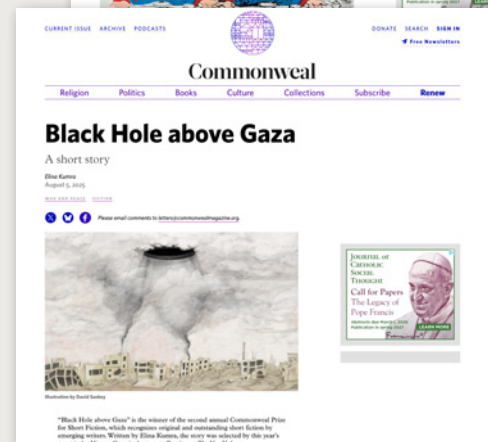 CURRENT ISSUE ARCHIVE PODCASTS
DONATE SEARCH SIGN IN
Free Newsletters
Commonweal
Religion Politics Books Culture Collections Subscribe Renew
Black Hole above Gaza
A short story
Elina Kumra
August 5, 2025
WAR AND PEACE FICTION
Please email comments to letters@commonwealmagazine.org.
JOURNAL OF
CATHOLIC
SOCIAL
THOUGHT
Call for Papers
The Legacy of
Pope Francis
Publication in Spring 2027
LEARN MORE
Illustration by David Sankey
"Black Hole above Gaza" is the winner of the second annual Commonweal Prize
for Short Fiction, which recognizes original and outstanding short fiction by
emerging writers. Written by Elina Kumra, the story was selected by this year's